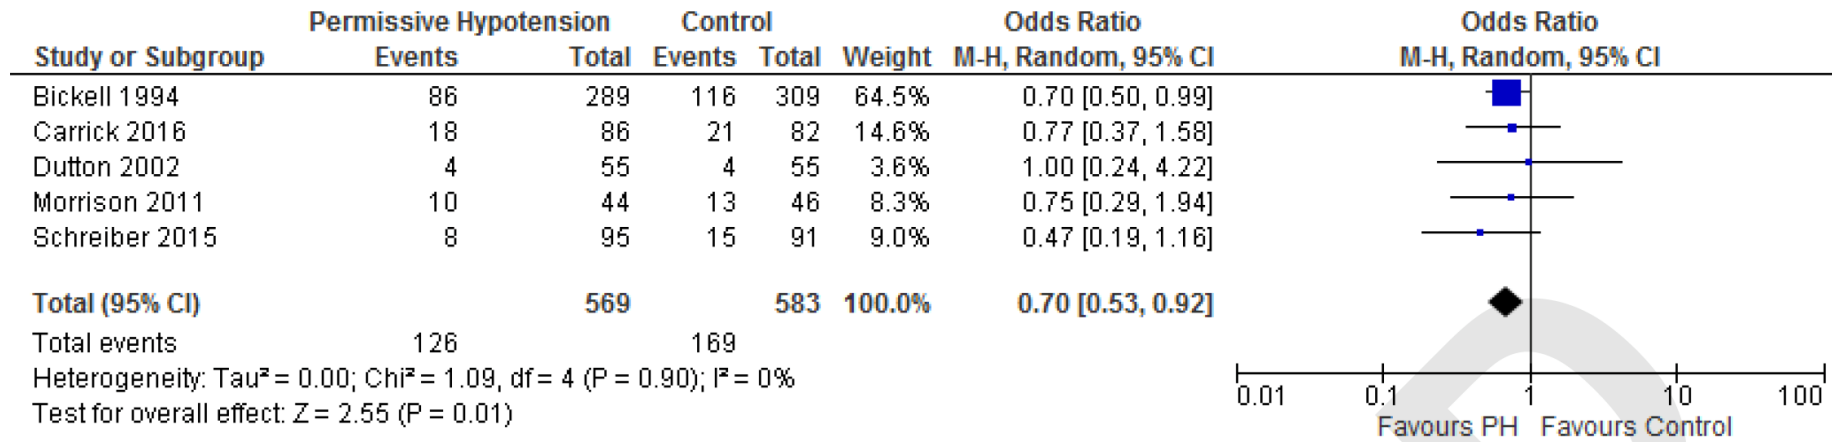 Permissive Hypotension Control Odds Ratio Odds Ratio
Study or Subgroup Events Total Events Total Weight M-H, Random, 95% CI M-H, Random, 95% CI
Bickell 1994 86 289 116 309 64.5% 0.70 [0.50, 0.99]
Carrick 2016 18 86 21 82 14.6% 0.77 [0.37, 1.58]
Dutton 2002 4 55 4 55 3.6% 1.00 [0.24, 4.22]
Morrison 2011 10 44 13 46 8.3% 0.75 [0.29, 1.94]
Schreiber 2015 8 95 15 91 9.0% 0.47 [0.19, 1.16]
Total (95% CI) 569 583 100.0% 0.70 [0.53, 0.92]
Total events 126 169
Heterogeneity: Tau² = 0.00; Chi² = 1.09, df = 4 (P = 0.90); I² = 0%
Test for overall effect: Z = 2.55 (P = 0.01)
0.01 0.1 1 10 100
Favours PH Favours Control